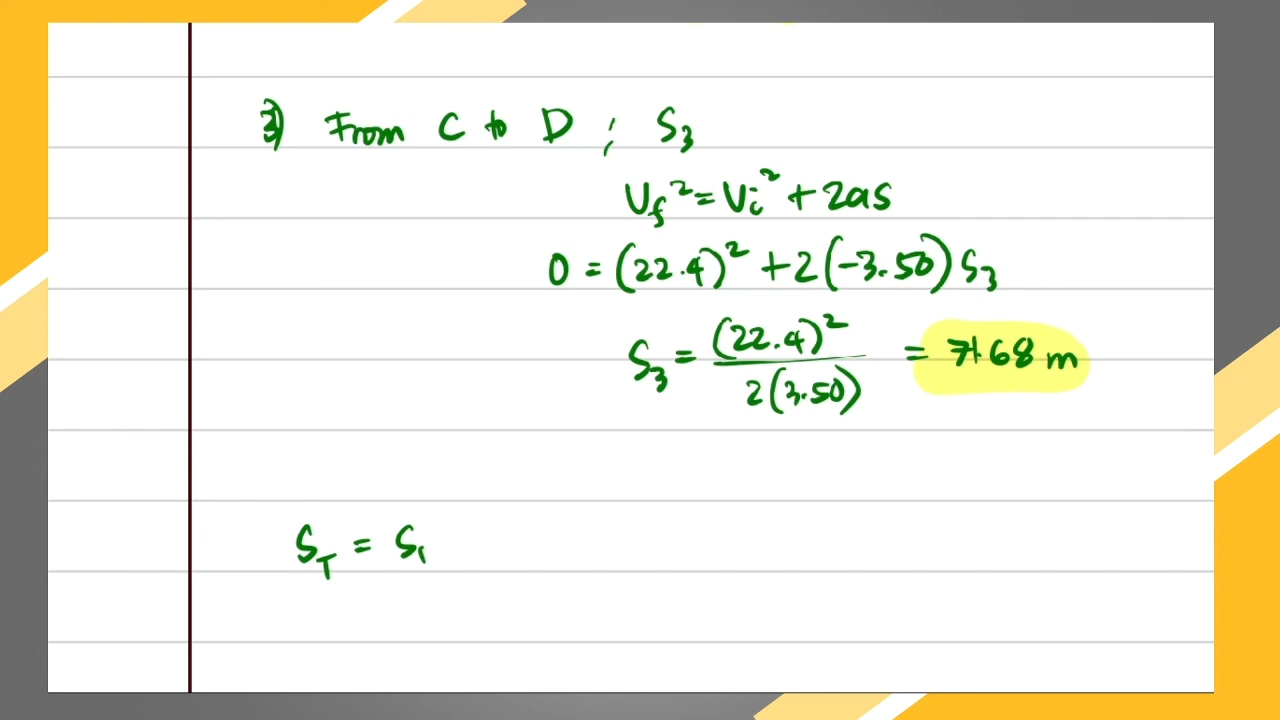 3) From C to D ; S₃
Vf² = Vi² + 2as
0 = (22.4)² + 2(-3.50) S₃
S₃ = (22.4)² / 2(3.50) = 71.68 m
S_T = S₁